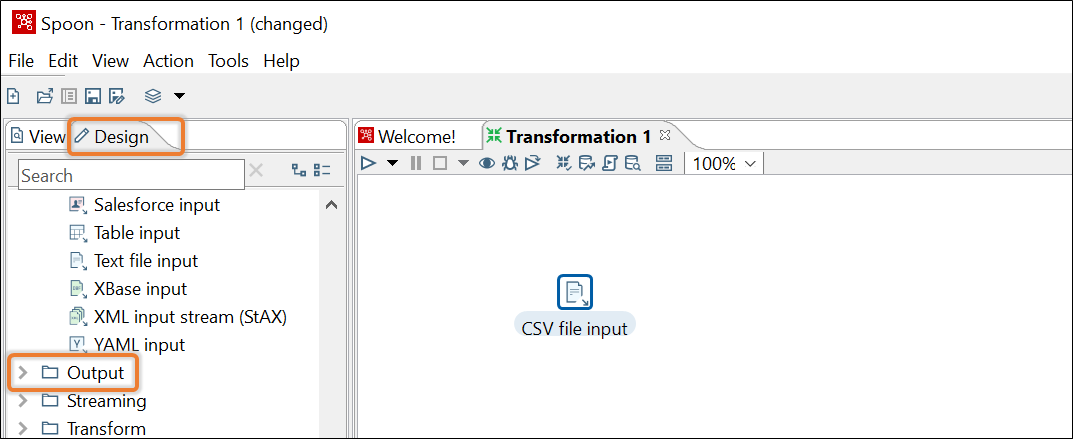 Spoon - Transformation 1 (changed)
File Edit View Action Tools Help
View Design Welcome! Transformation 1
100%
Search
Salesforce input
Table input
Text file input
XBase input
XML input stream (StAX)
YAML input
Output
Streaming
Transform
CSV file input